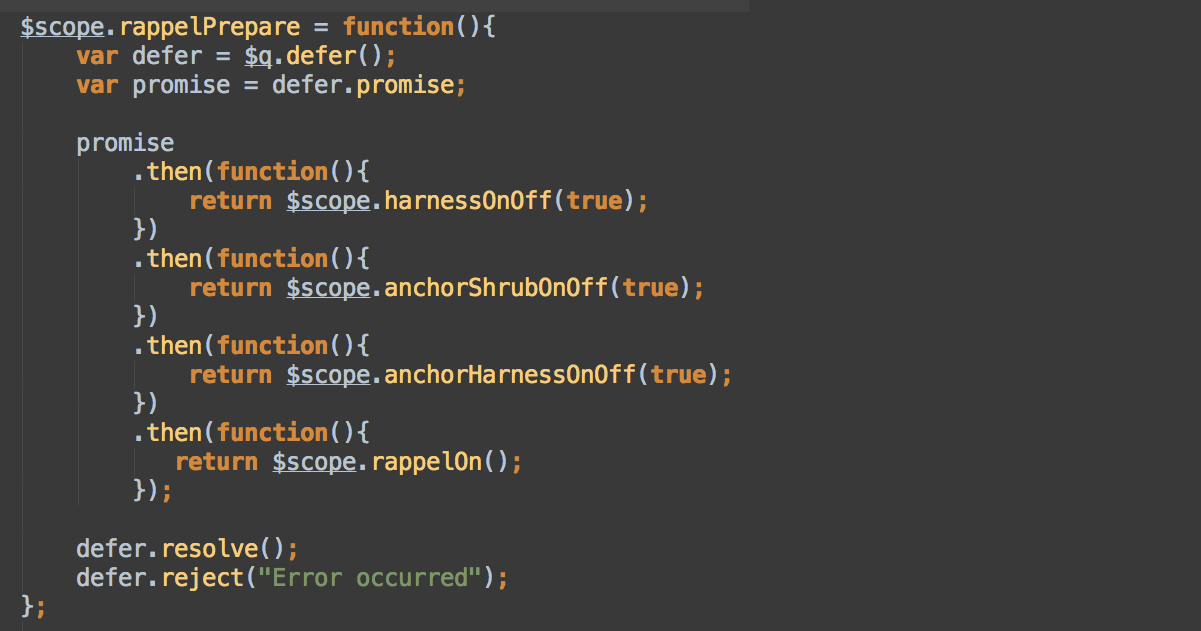 $scope.rappelPrepare = function(){
    var defer = $q.defer();
    var promise = defer.promise;

    promise
        .then(function(){
            return $scope.harnessOnOff(true);
        })
        .then(function(){
            return $scope.anchorShrubOnOff(true);
        })
        .then(function(){
            return $scope.anchorHarnessOnOff(true);
        })
        .then(function(){
           return $scope.rappelOn();
        });

    defer.resolve();
    defer.reject("Error occurred");
};